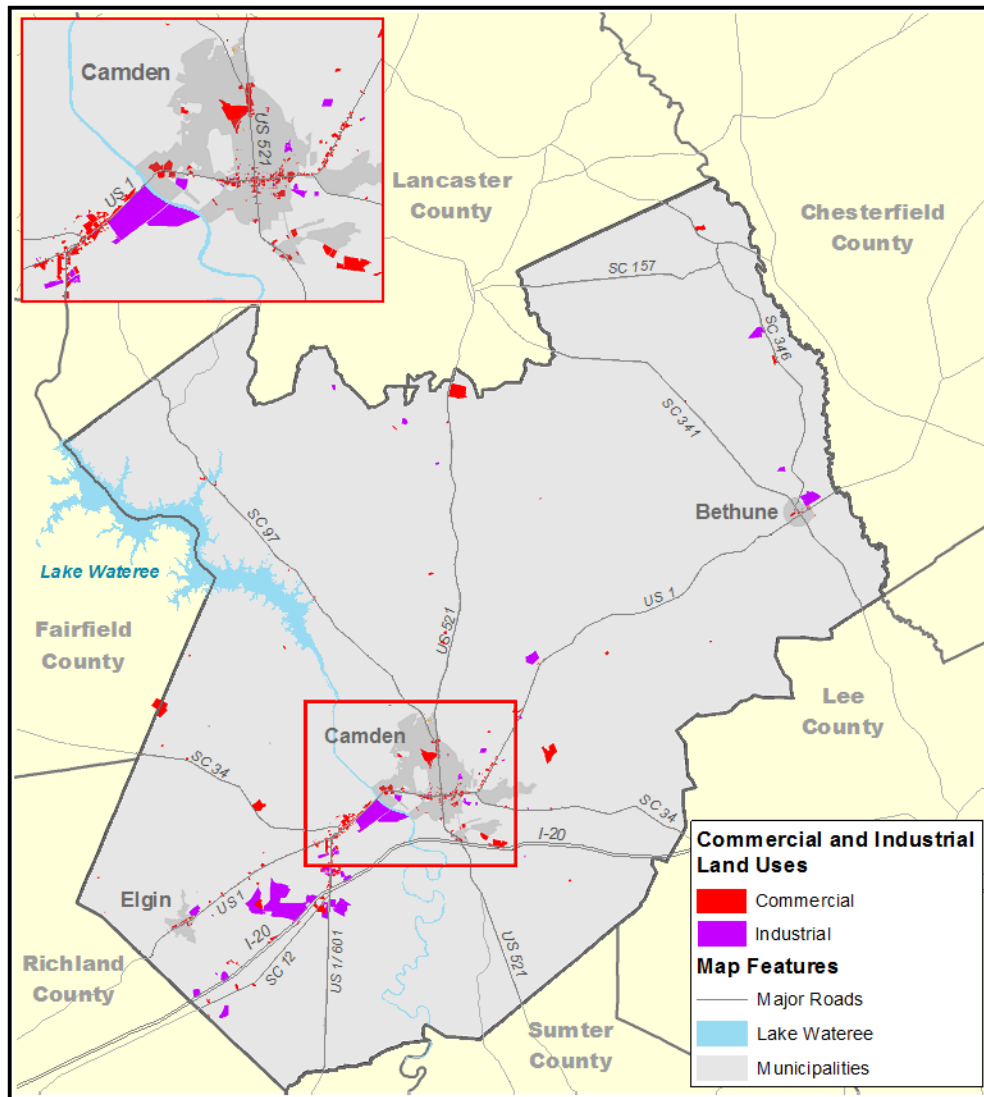 Camden
US 521
US 1
Lancaster
County
Chesterfield
County
SC 157
SC 346
SC 341
Bethune
SC 97
Lake Wateree
US 1
US 521
Fairfield
County
Lee
County
Camden
SC 34
SC 34
I-20
Elgin
US1
I-20
SC 12
US 1/601
US 521
Richland
County
Sumter
County
Commercial and Industrial
Land Uses
Commercial
Industrial
Map Features
Major Roads
Lake Wateree
Municipalities